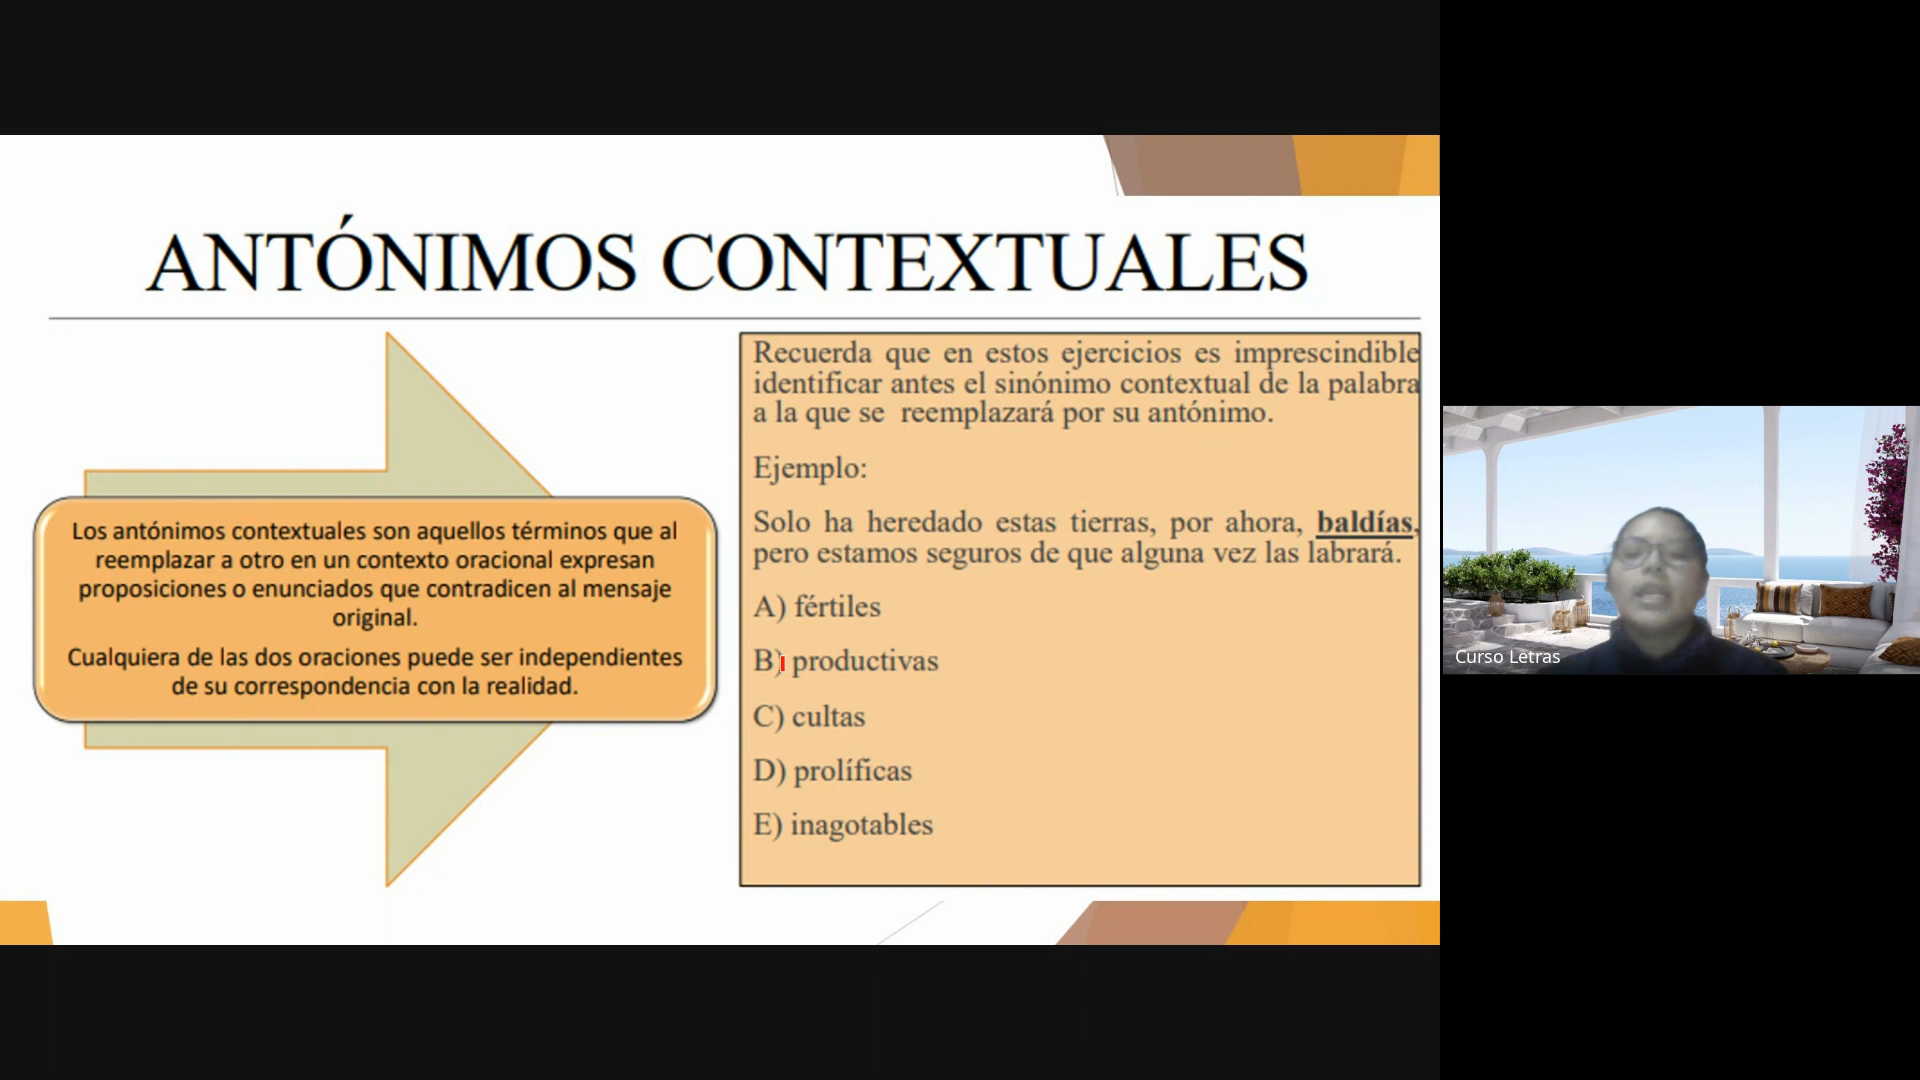 ANTÓNIMOS CONTEXTUALES
Los antónimos contextuales son aquellos términos que al
reemplazar a otro en un contexto oracional expresan
proposiciones o enunciados que contradicen al mensaje
original.
Cualquiera de las dos oraciones puede ser independientes
de su correspondencia con la realidad.
Recuerda que en estos ejercicios es imprescindible
identificar antes el sinónimo contextual de la palabra
a la que se reemplazará por su antónimo.
Ejemplo:
Solo ha heredado estas tierras, por ahora, baldías,
pero estamos seguros de que alguna vez las labrará.
A) fértiles
B) productivas
C) cultas
D) prolíficas
E) inagotables
Curso Letras